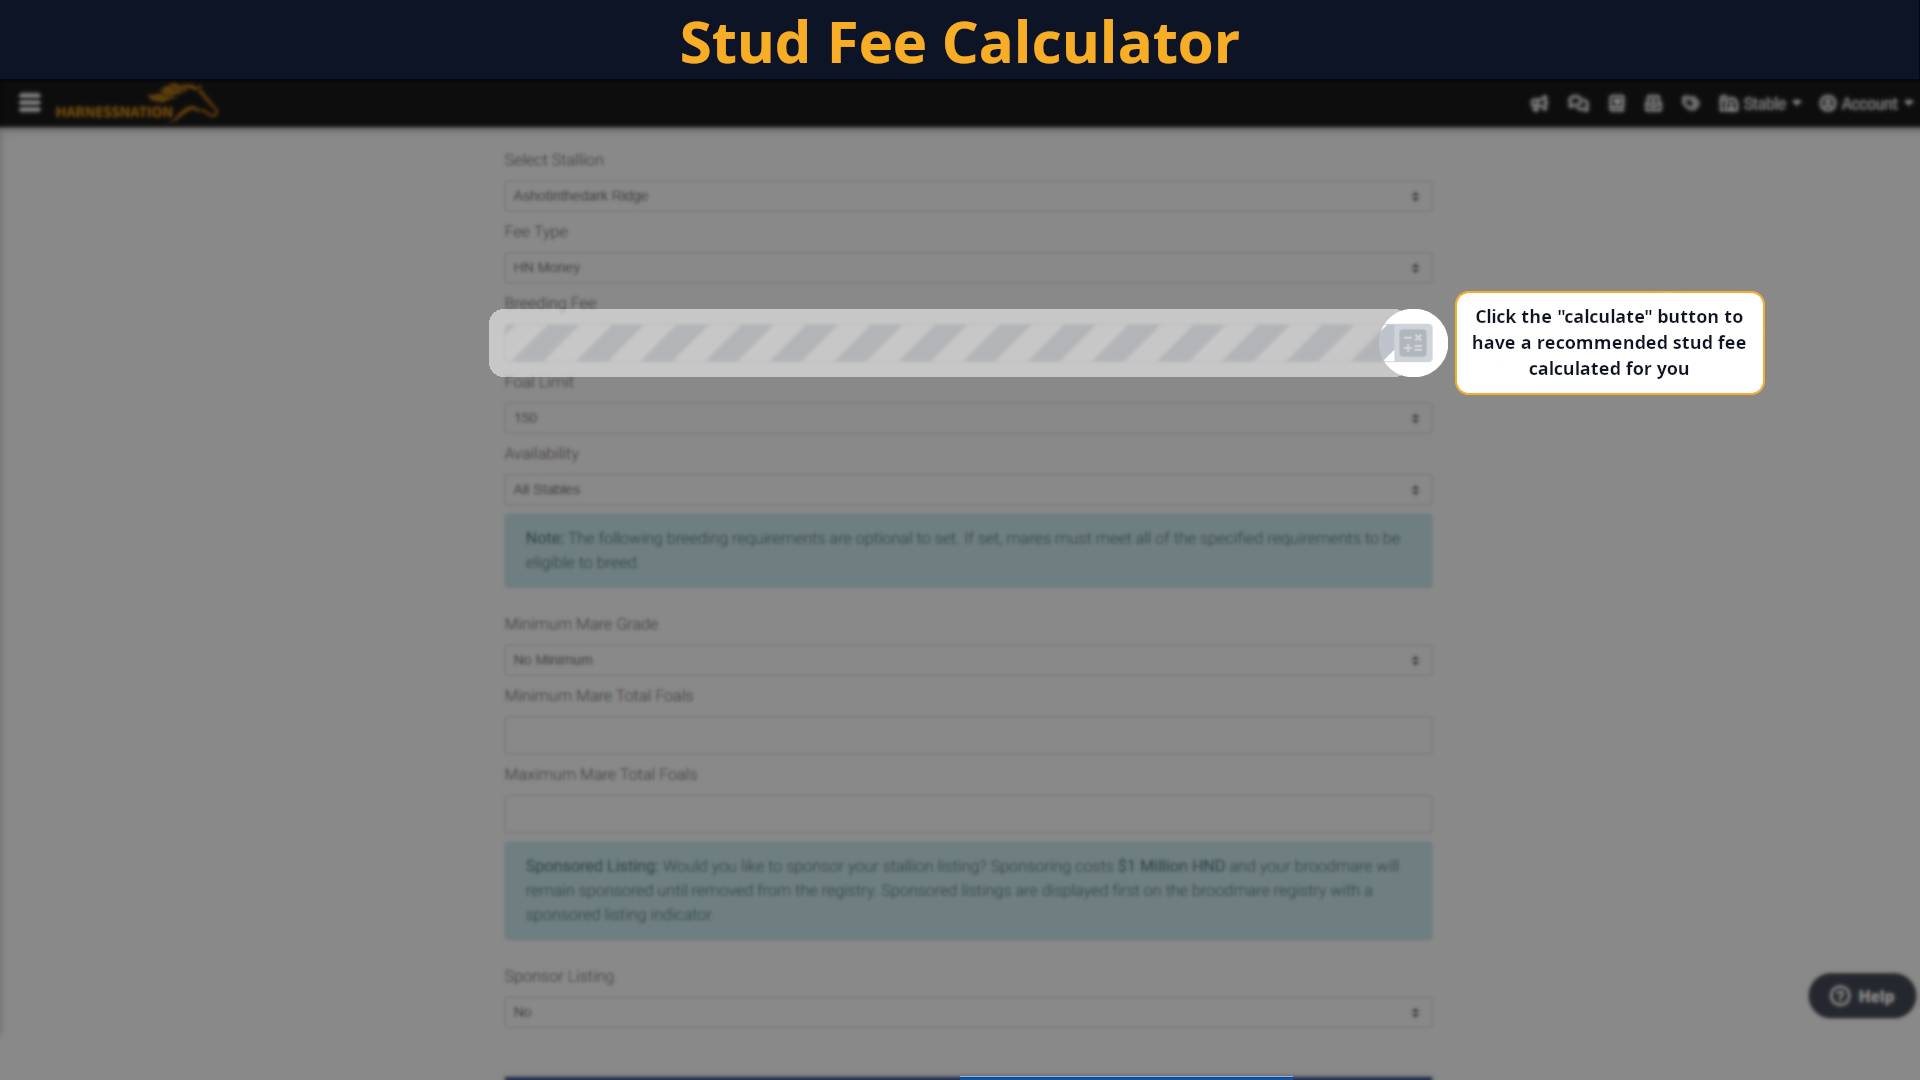 Stud Fee Calculator
HARNESSNATION
Stable
Account
Select Stallion
Ashotinthedark Ridge
Fee Type
HN Money
Breeding Fee
Click the "calculate" button to
have a recommended stud fee
calculated for you
Foal Limit
150
Availability
All Stables
Note: The following breeding requirements are optional to set. If set, mares must meet all of the specified requirements to be
eligible to breed.
Minimum Mare Grade
No Minimum
Minimum Mare Total Foals
Maximum Mare Total Foals
Sponsored Listing: Would you like to sponsor your stallion listing? Sponsoring costs $1 Million HND and your broodmare will
remain sponsored until removed from the registry. Sponsored listings are displayed first on the broodmare registry with a
sponsored listing indicator.
Sponsor Listing
No
Help